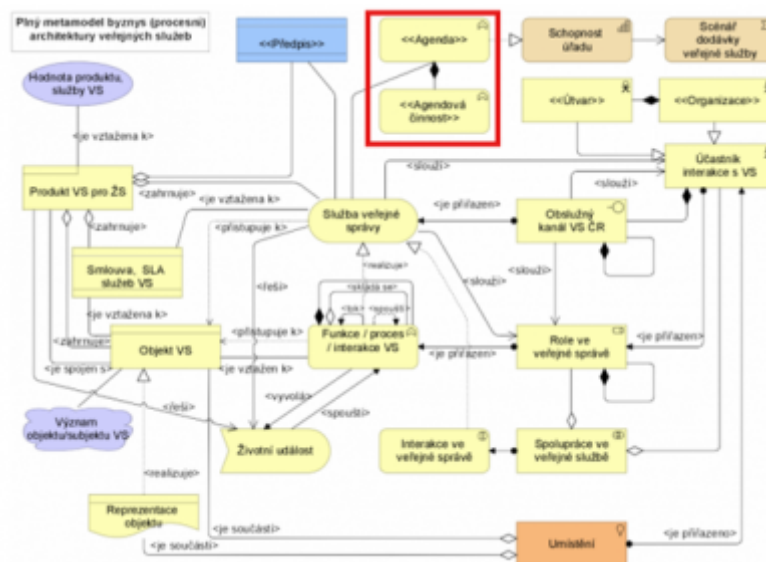 Plný metamodel byznys (procesní)
architektury veřejných služeb
<<Předpis>>
<<Agenda>>
<<Agendová
činnost>>
Schopnost
úřadu
Scénář
dodávky
veřejné služby
<<Útvar>>
<<Organizace>>
Hodnota produktu,
služby VS
<je vztažena k>
<slouží>
Účastník
interakce s VS
Produkt VS pro ŽS
<zahrnuje>
<je vztažena k>
Služba veřejné
správy
<je přiřazen>
Obslužný
kanál VS ČR
<slouží>
<zahrnuje>
<přistupuje k>
Smlouva, SLA
služeb VS
<realizuje>
<slouží>
<slouží>
<řeší>
<skládá se>
<spouští>
<je vztažena k>
<přistupuje k>
Funkce / proces
/ interakce VS
<je přiřazen>
Role ve
veřejné správě
<je přiřazen>
<zahrnuje>
Objekt VS
<je vztažen k>
<je spojen s>
<vyvolá>
<spouští>
Význam
objektu/subjektu VS
<řeší>
Životní událost
Interakce ve
veřejné správě
Spolupráce ve
veřejné službě
<realizuje>
Reprezentace
objektu
<je součástí>
<je součástí>
Umístění
<je přiřazeno>